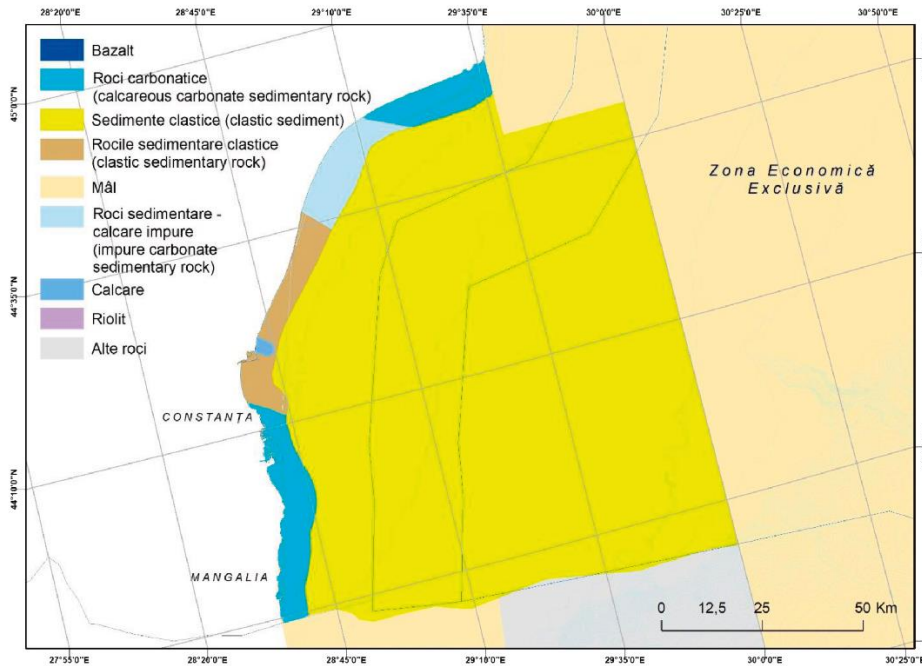 28°20'0"E 28°45'0"E 29°10'0"E 29°35'0"E 30°0'0"E 30°25'0"E 30°50'0"E
Bazalt
Roci carbonatice
(calcareous carbonate sedimentary rock)
Sedimente clastice (clastic sediment)
Rocile sedimentare clastice
(clastic sedimentary rock)
Mâl
Roci sedimentare -
calcare impure
(impure carbonate
sedimentary rock)
Calcare
Riolit
Alte roci
45°0'0"N
44°35'0"N
44°10'0"N
Zona Economică
Exclusivă
CONSTANȚA
MANGALIA
0 12,5 25 50 Km
27°55'0"E 28°20'0"E 28°45'0"E 29°10'0"E 29°35'0"E 30°0'0"E 30°25'0"E